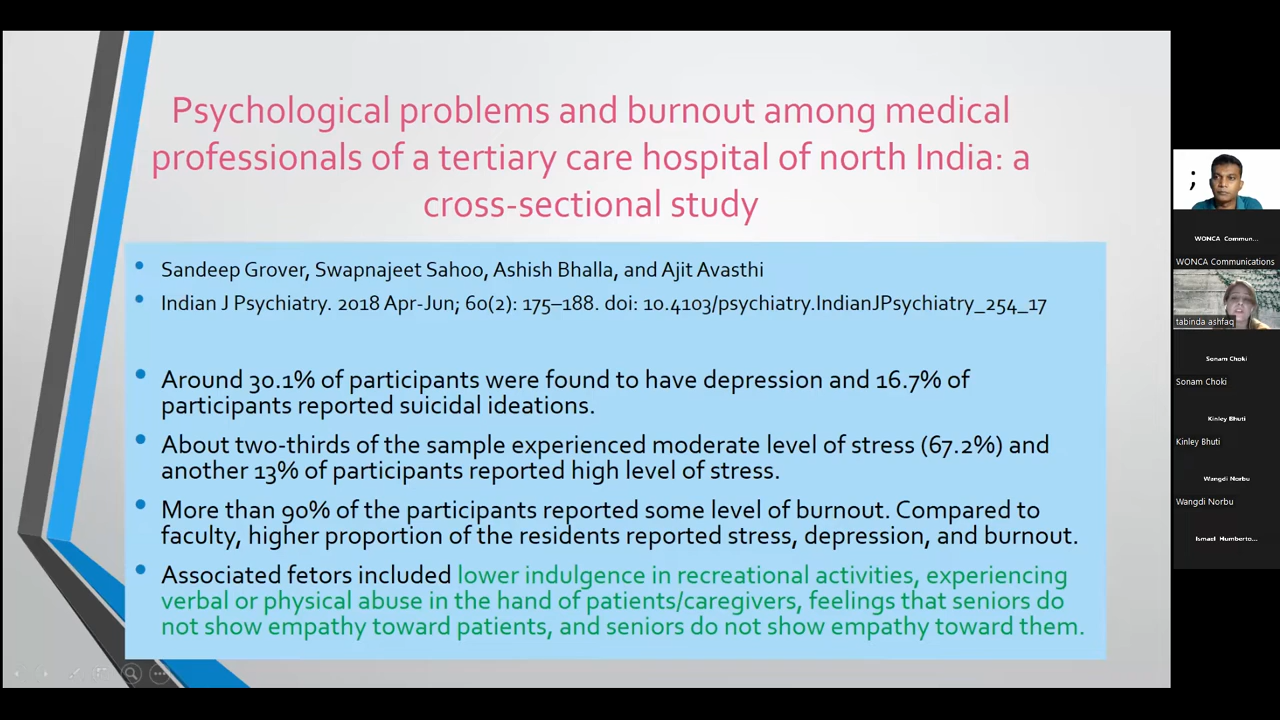 Psychological problems and burnout among medical
professionals of a tertiary care hospital of north India: a
cross-sectional study
Sandeep Grover, Swapnajeet Sahoo, Ashish Bhalla, and Ajit Avasthi
Indian J Psychiatry. 2018 Apr-Jun; 60(2): 175–188. doi: 10.4103/psychiatry.IndianJPsychiatry_254_17
Around 30.1% of participants were found to have depression and 16.7% of
participants reported suicidal ideations.
About two-thirds of the sample experienced moderate level of stress (67.2%) and
another 13% of participants reported high level of stress.
More than 90% of the participants reported some level of burnout. Compared to
faculty, higher proportion of the residents reported stress, depression, and burnout.
Associated fetors included lower indulgence in recreational activities, experiencing
verbal or physical abuse in the hand of patients/caregivers, feelings that seniors do
not show empathy toward patients, and seniors do not show empathy toward them.
;
WONCA Commun...
WONCA Communications
tabinda ashfaq
Sonam Choki
Sonam Choki
Kinley Bhuti
Kinley Bhuti
Wangdi Norbu
Wangdi Norbu
Ismael Humberto...